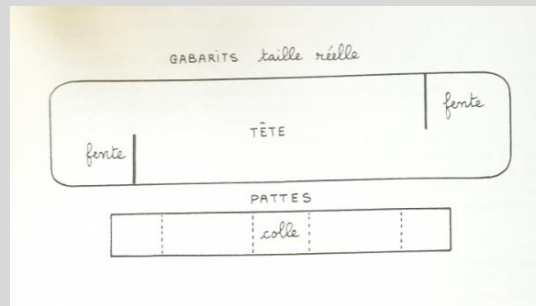 GABARITS taille réelle
fente
TÊTE
fente
PATTES
colle